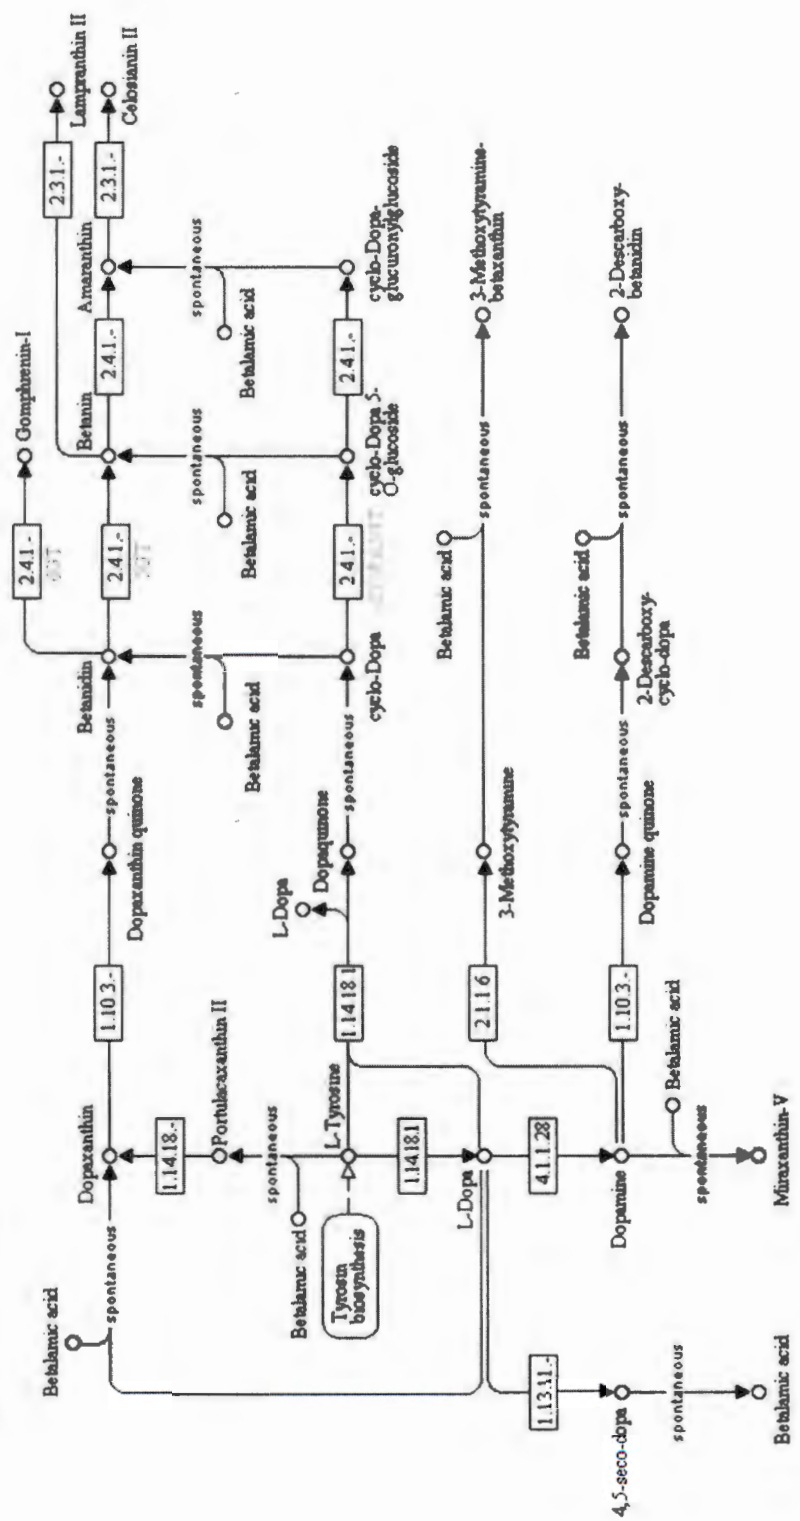 Gomphrenin-I
2.4.1.-
Lampranthin II
2.3.1.-
Betalamic acid
Dopaxanthin
Dopaxanthin quinone
Betanidin
Betanin
Amaranthin
Celosianin II
spontaneous
1.10.3.-
spontaneous
2.4.1.-
2.4.1.-
2.3.1.-
1.14.18.-
Portulacaxanthin II
spontaneous
spontaneous
spontaneous
spontaneous
Betalamic acid
Betalamic acid
Betalamic acid
Betalamic acid
L-Dopa
L-Tyrosine
Dopaquinone
Tyrosin
biosynthesis
1.14.18.1
spontaneous
2.4.1.-
2.4.1.-
cyclo-Dopa
cyclo-Dopa 5-
O-glucoside
cyclo-Dopa-
glucuronylglucoside
1.14.18.1
Betalamic acid
L-Dopa
2.1.1.6
spontaneous
3-Methoxytyramine
3-Methoxytyramine-
betaxanthin
4.1.1.28
1.13.11.-
Betalamic acid
4,5-seco-dopa
Dopamine
1.10.3.-
spontaneous
spontaneous
Dopamine quinone
2-Descarboxy-
cyclo-dopa
2-Descarboxy-
betanidin
Betalamic acid
spontaneous
spontaneous
Betalamic acid
Miraxanthin-V